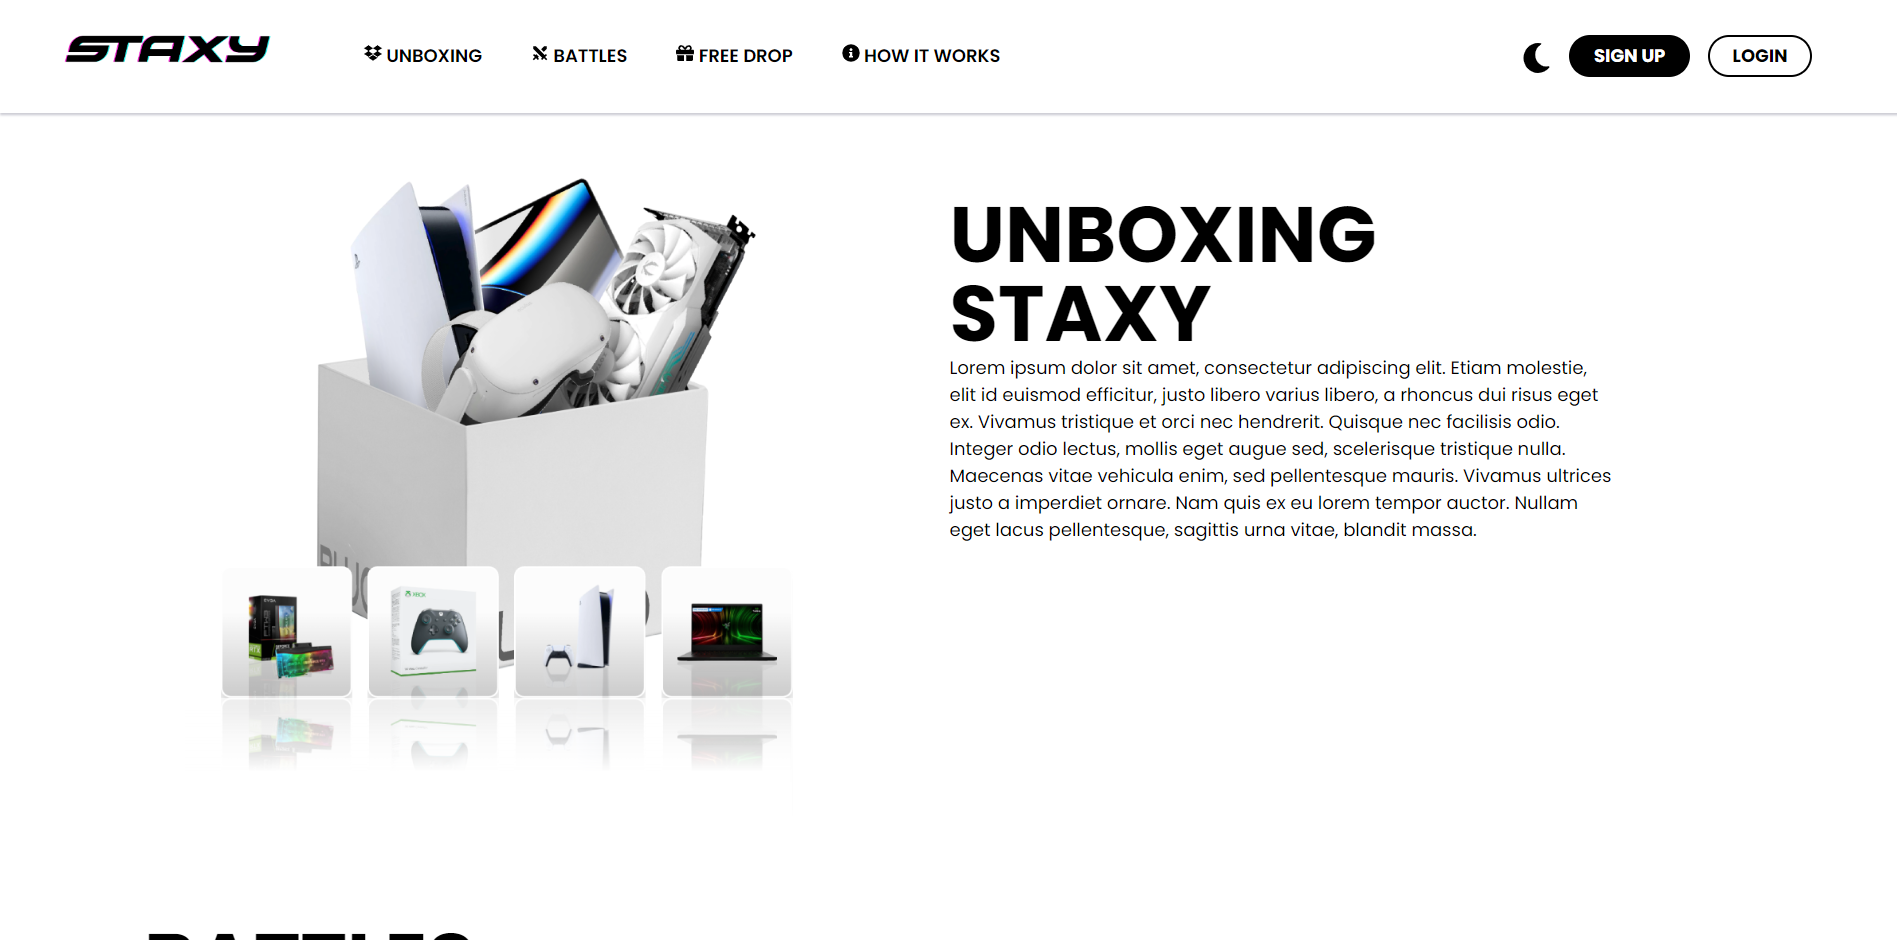 STAXY
UNBOXING
BATTLES
FREE DROP
HOW IT WORKS
SIGN UP
LOGIN
UNBOXING
STAXY
Lorem ipsum dolor sit amet, consectetur adipiscing elit. Etiam molestie,
elit id euismod efficitur, justo libero varius libero, a rhoncus dui risus eget
ex. Vivamus tristique et orci nec hendrerit. Quisque nec facilisis odio.
Integer odio lectus, mollis eget augue sed, scelerisque tristique nulla.
Maecenas vitae vehicula enim, sed pellentesque mauris. Vivamus ultrices
justo a imperdiet ornare. Nam quis ex eu lorem tempor auctor. Nullam
eget lacus pellentesque, sagittis urna vitae, blandit massa.
XBOX
BATTLES